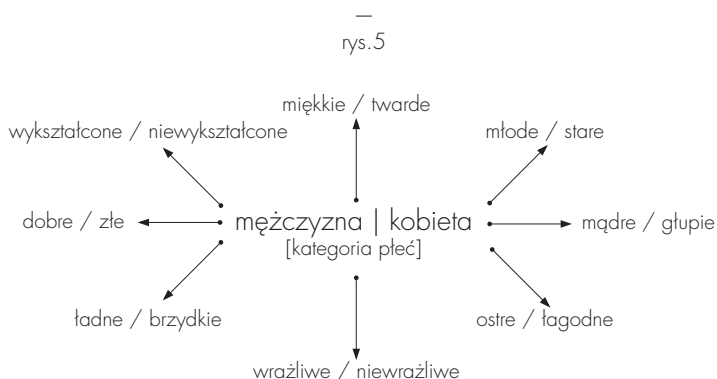 —
rys.5
miękkie / twarde
wykształcone / niewykształcone
młode / stare
dobre / złe
mężczyzna | kobieta
[kategoria płeć]
mądre / głupie
ładne / brzydkie
ostre / łagodne
wrażliwe / niewrażliwe